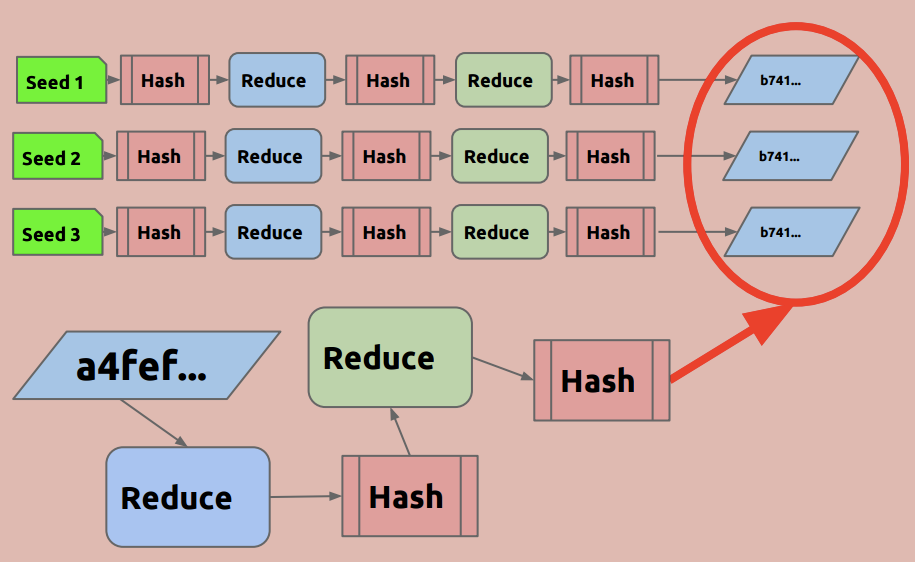 Seed 1 Hash Reduce Hash Reduce Hash b741...
Seed 2 Hash Reduce Hash Reduce Hash b741...
Seed 3 Hash Reduce Hash Reduce Hash b741...
a4fef...
Reduce
Hash
Reduce
Hash